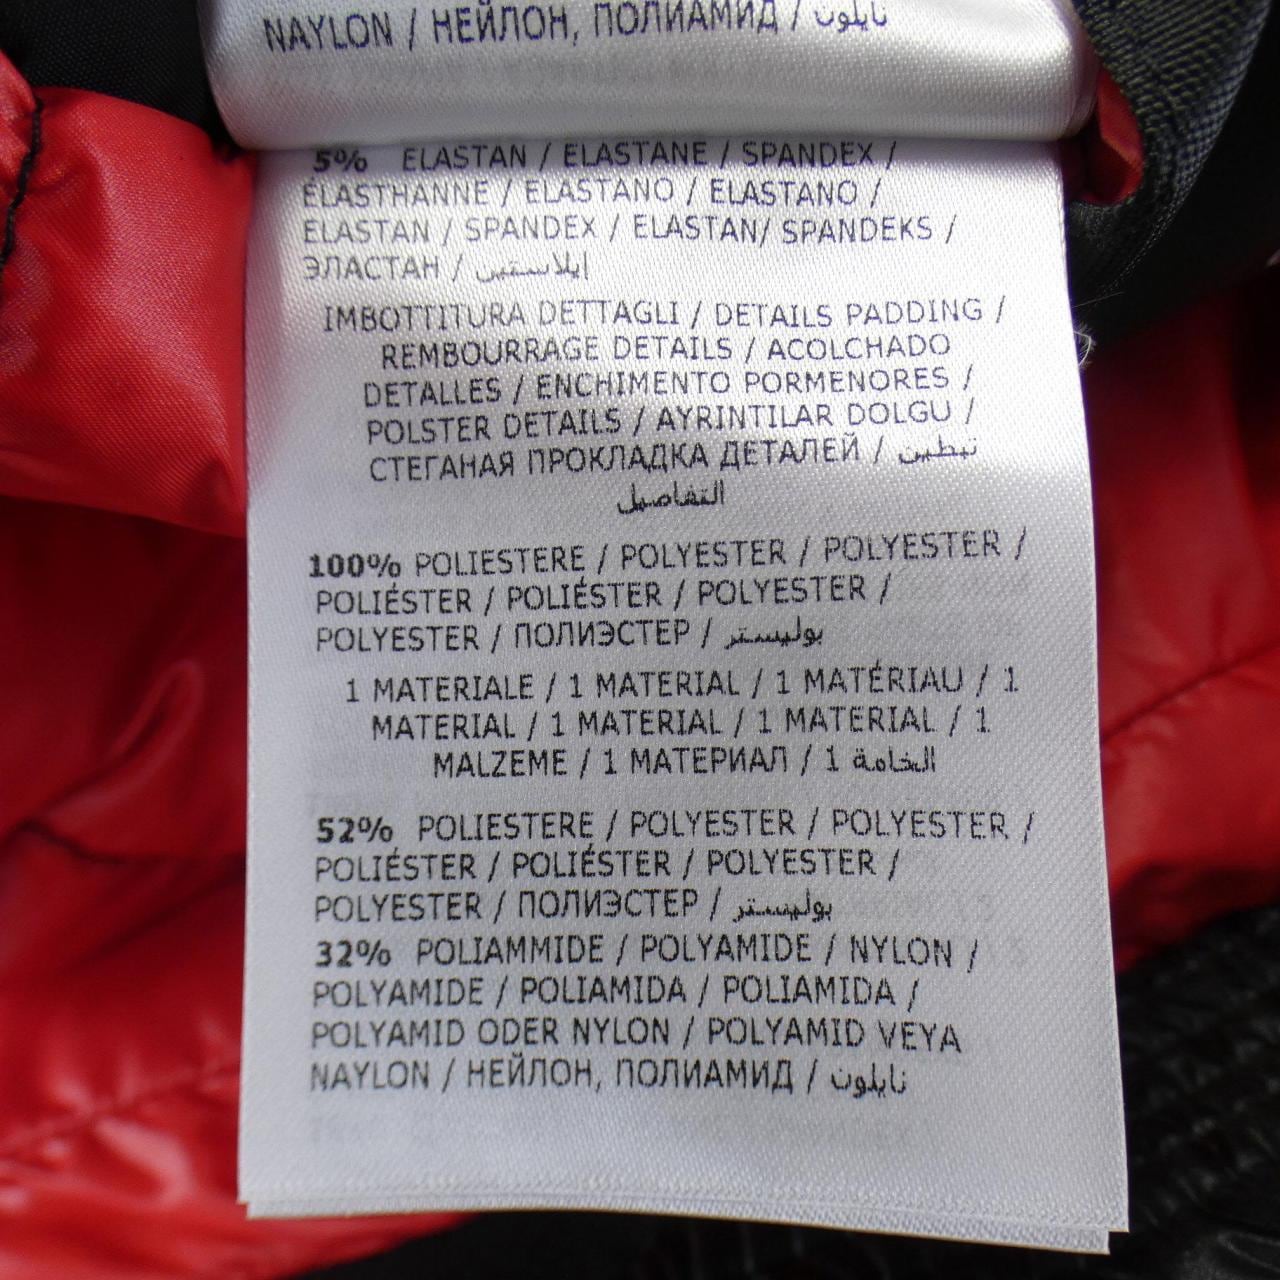 NAYLON / НЕЙЛОН, ПОЛИАМИД / نايلون
5% ELASTAN / ELASTANE / SPANDEX /
ÉLASTHANNE / ELASTANO / ELASTANO /
ELASTAN / SPANDEX / ELASTAN/ SPANDEKS /
ЭЛАСТАН / إيلاستين
IMBOTTITURA DETTAGLI / DETAILS PADDING /
REMBOURRAGE DETAILS / ACOLCHADO
DETALLES / ENCHIMENTO PORMENORES /
POLSTER DETAILS / AYRINTILAR DOLGU /
СТЕГАНАЯ ПРОКЛАДКА ДЕТАЛЕЙ / تبطين
التفاصيل
100% POLIESTERE / POLYESTER / POLYESTER /
POLIÉSTER / POLIÉSTER / POLYESTER /
POLYESTER / ПОЛИЭСТЕР / بوليستر
1 MATERIALE / 1 MATERIAL / 1 MATÉRIAU / 1
MATERIAL / 1 MATERIAL / 1 MATERIAL / 1
MALZEME / 1 МАТЕРИАЛ / 1 الخامة
52% POLIESTERE / POLYESTER / POLYESTER /
POLIÉSTER / POLIÉSTER / POLYESTER /
POLYESTER / ПОЛИЭСТЕР / بوليستر
32% POLIAMMIDE / POLYAMIDE / NYLON /
POLYAMIDE / POLIAMIDA / POLIAMIDA /
POLYAMID ODER NYLON / POLYAMID VEYA
NAYLON / НЕЙЛОН, ПОЛИАМИД / نايلون